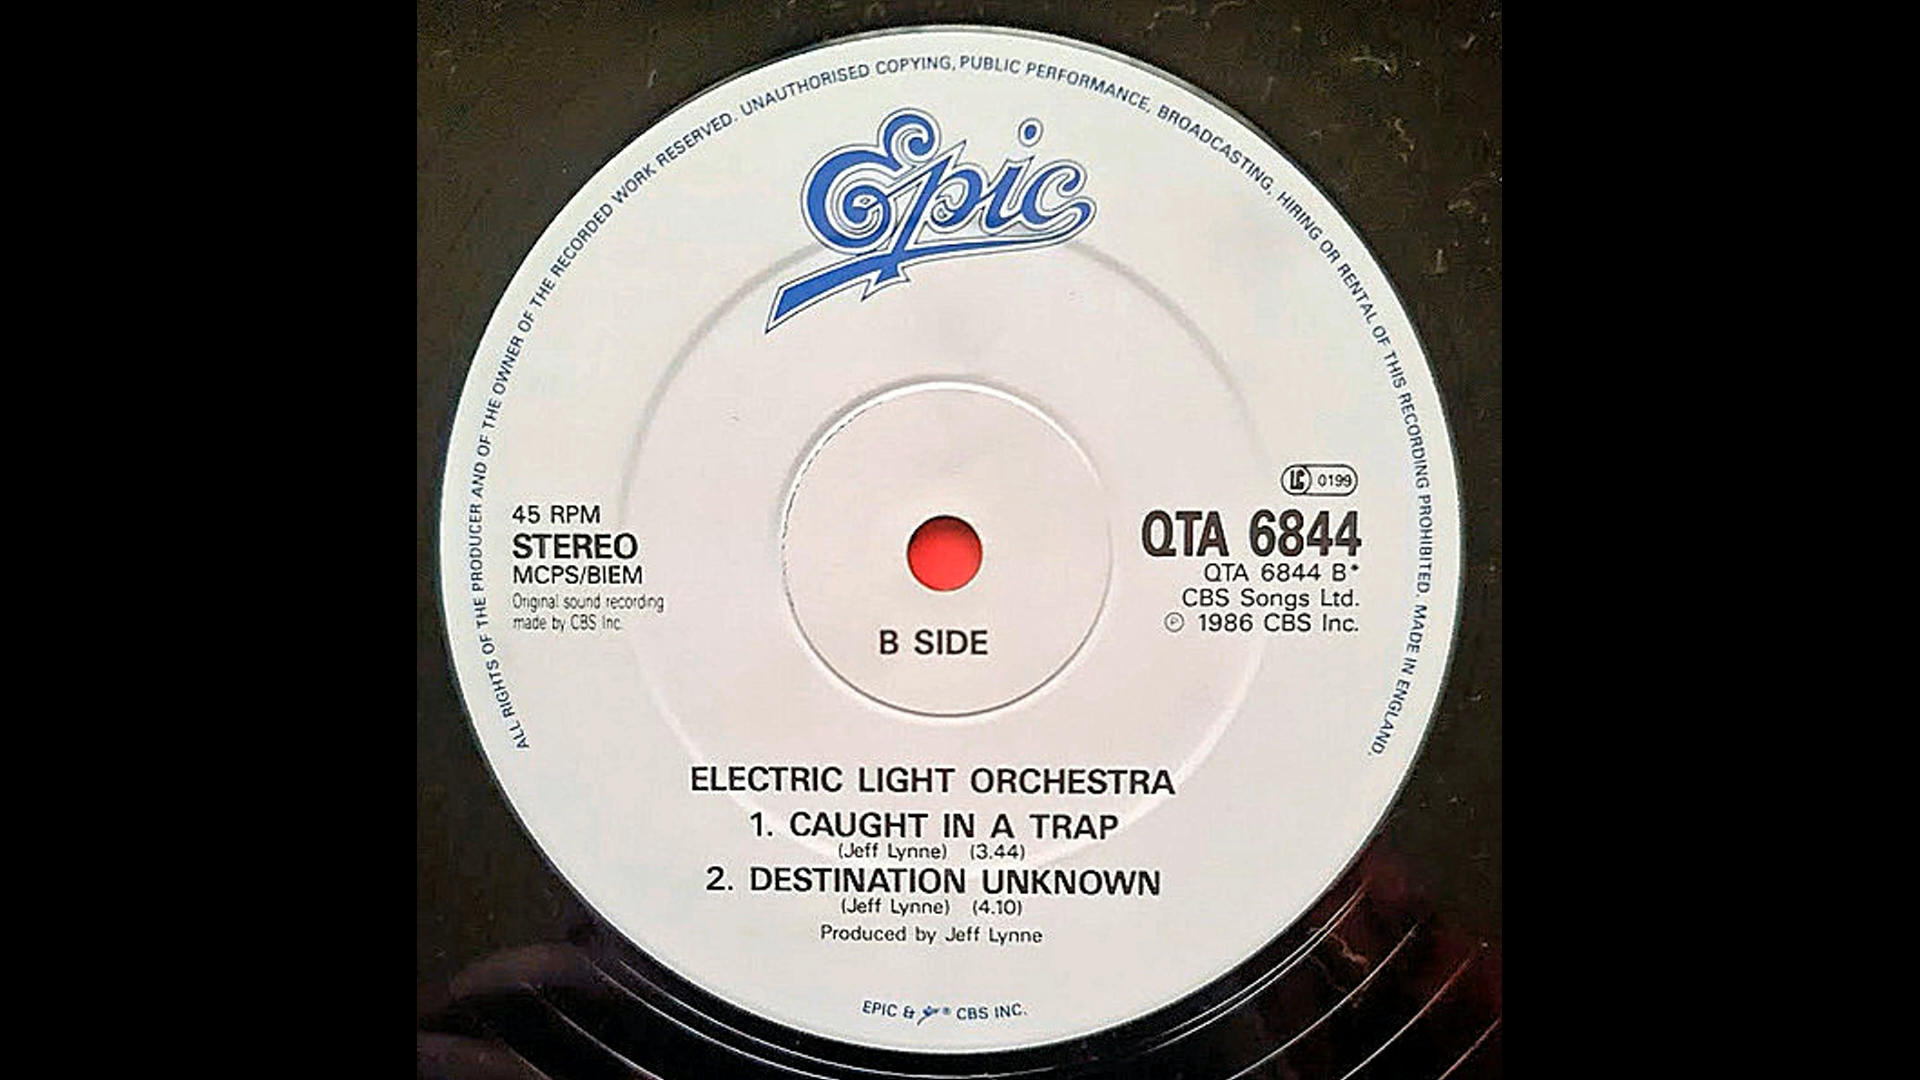 ALL RIGHTS OF THE PRODUCER AND OF THE OWNER OF THE RECORDED WORK RESERVED. UNAUTHORISED COPYING, PUBLIC PERFORMANCE, BROADCASTING, HIRING OR RENTAL OF THIS RECORDING PROHIBITED. MADE IN ENGLAND.
Epic
45 RPM
STEREO
MCPS/BIEM
Original sound recording
made by CBS Inc.
LC 0199
QTA 6844
QTA 6844 B*
CBS Songs Ltd.
℗ 1986 CBS Inc.
B SIDE
ELECTRIC LIGHT ORCHESTRA
1. CAUGHT IN A TRAP
(Jeff Lynne) (3.44)
2. DESTINATION UNKNOWN
(Jeff Lynne) (4.10)
Produced by Jeff Lynne
EPIC & ® CBS INC.